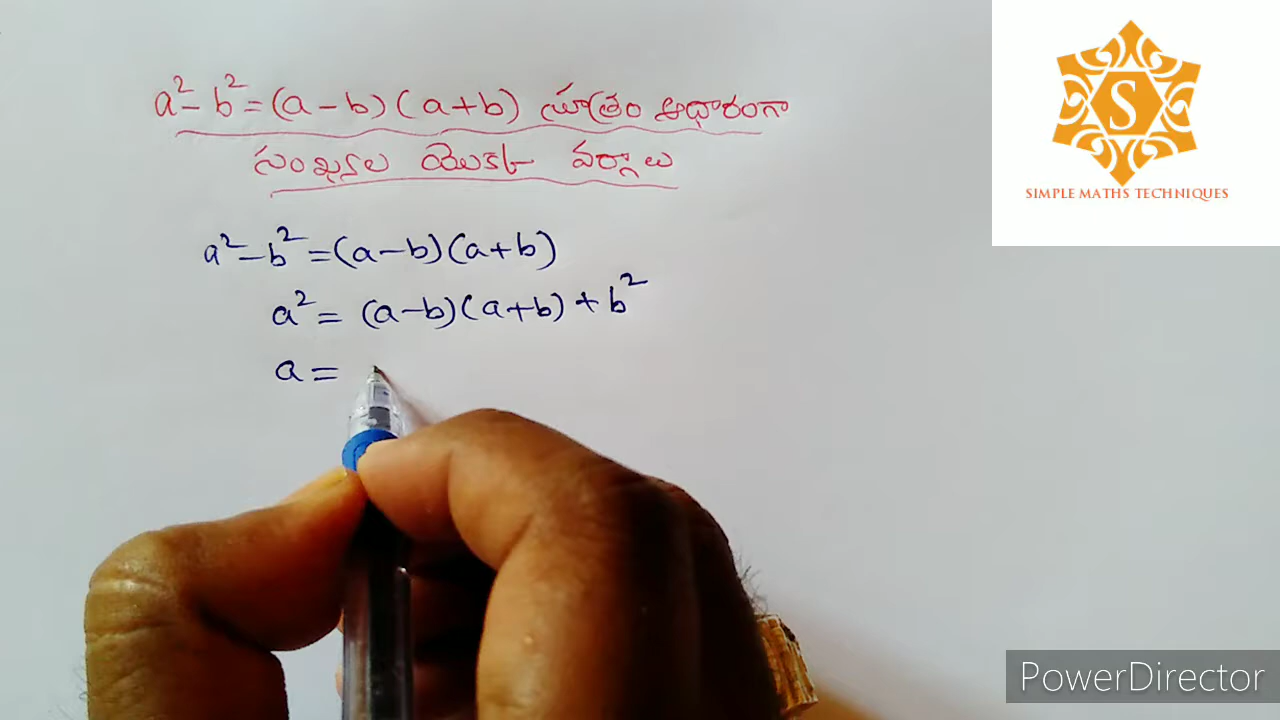 a² - b² = (a - b) (a + b) సూత్రం ఆధారంగా
సంఖ్యల యొక్క వర్గాలు
a² - b² = (a - b) (a + b)
a² = (a - b) (a + b) + b²
a =
S
SIMPLE MATHS TECHNIQUES
PowerDirector